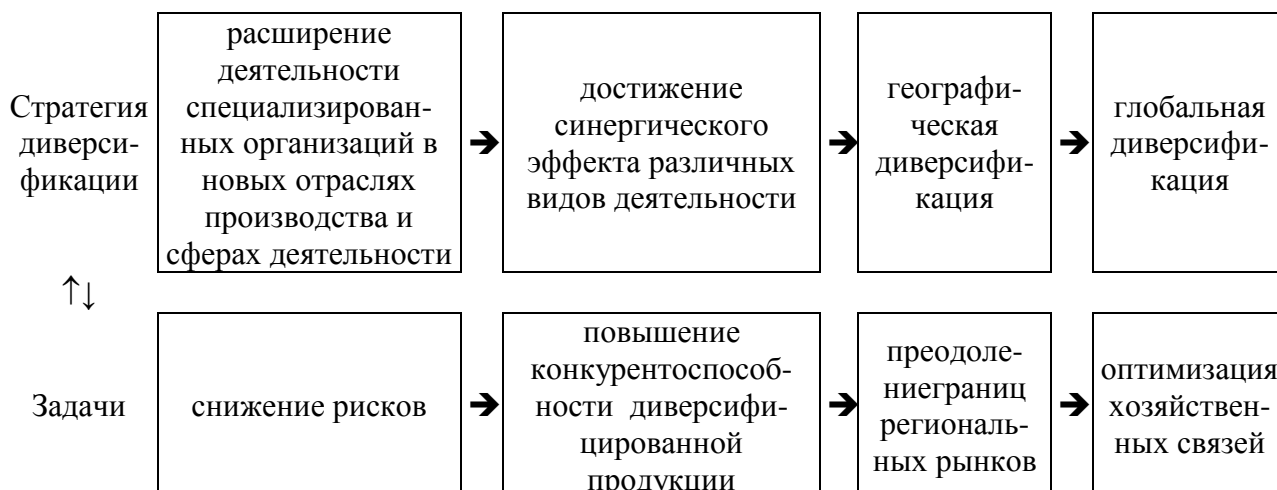 Стратегия
диверси-
фикации
расширение
деятельности
специализирован-
ных организаций в
новых отраслях
производства и
сферах деятельности
➔
достижение
синергического
эффекта различных
видов деятельности
➔
географи-
ческая
диверсифи-
кация
➔
глобальная
диверсифи-
кация
↑↓
Задачи
снижение рисков
➔
повышение
конкурентоспособ-
ности диверсифи-
цированной
продукции
➔
преодоле-
ниеграниц
региональ-
ных рынков
➔
оптимизация
хозяйствен-
ных связей